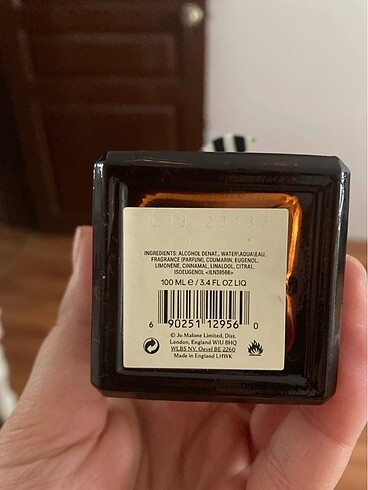 INGREDIENTS: ALCOHOL DENAT., WATER\AQUA\EAU,
FRAGRANCE (PARFUM), COUMARIN, EUGENOL,
LIMONENE, CINNAMAL, LINALOOL, CITRAL,
ISOEUGENOL <ILN39566>
100 ML ℮ / 3.4 FL OZ LIQ
6 90251 12956 0
© Jo Malone Limited, Dist.
London, England W1U 8HQ
WLBS NV. Oevel BE 2260
Made in England LHWK